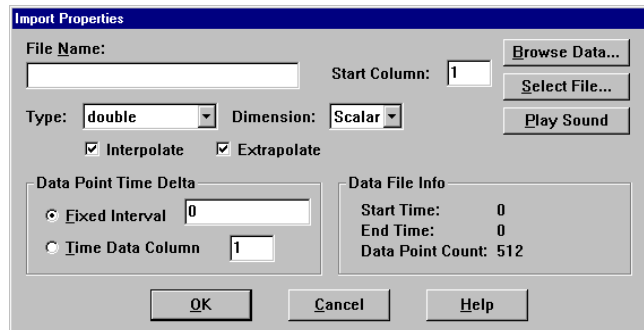 Import Properties
File Name:
Browse Data...
Start Column: 1
Select File...
Type: double Dimension: Scalar
Play Sound
Interpolate Extrapolate
Data Point Time Delta
Data File Info
Fixed Interval 0
Start Time: 0
End Time: 0
Time Data Column 1
Data Point Count: 512
OK Cancel Help